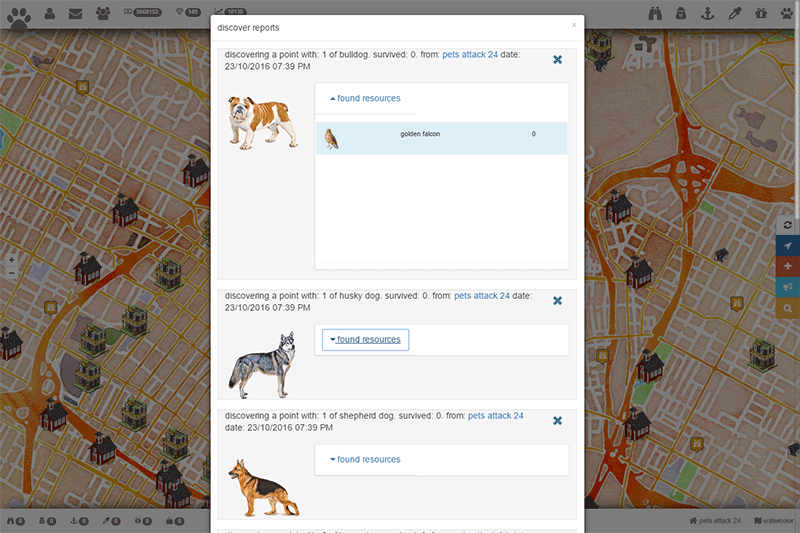 3668133
149
18130
discover reports
×
discovering a point with: 1 of bulldog. survived: 0. from: pets attack 24 date:
23/10/2016 07:39 PM
found resources
golden falcon 0
discovering a point with: 1 of husky dog. survived: 0. from: pets attack 24 date:
23/10/2016 07:39 PM
found resources
discovering a point with: 1 of shepherd dog. survived: 0. from: pets attack 24
date: 23/10/2016 07:39 PM
found resources
+
−
0 0 0 0 0 0
pets attack 24 watercolor